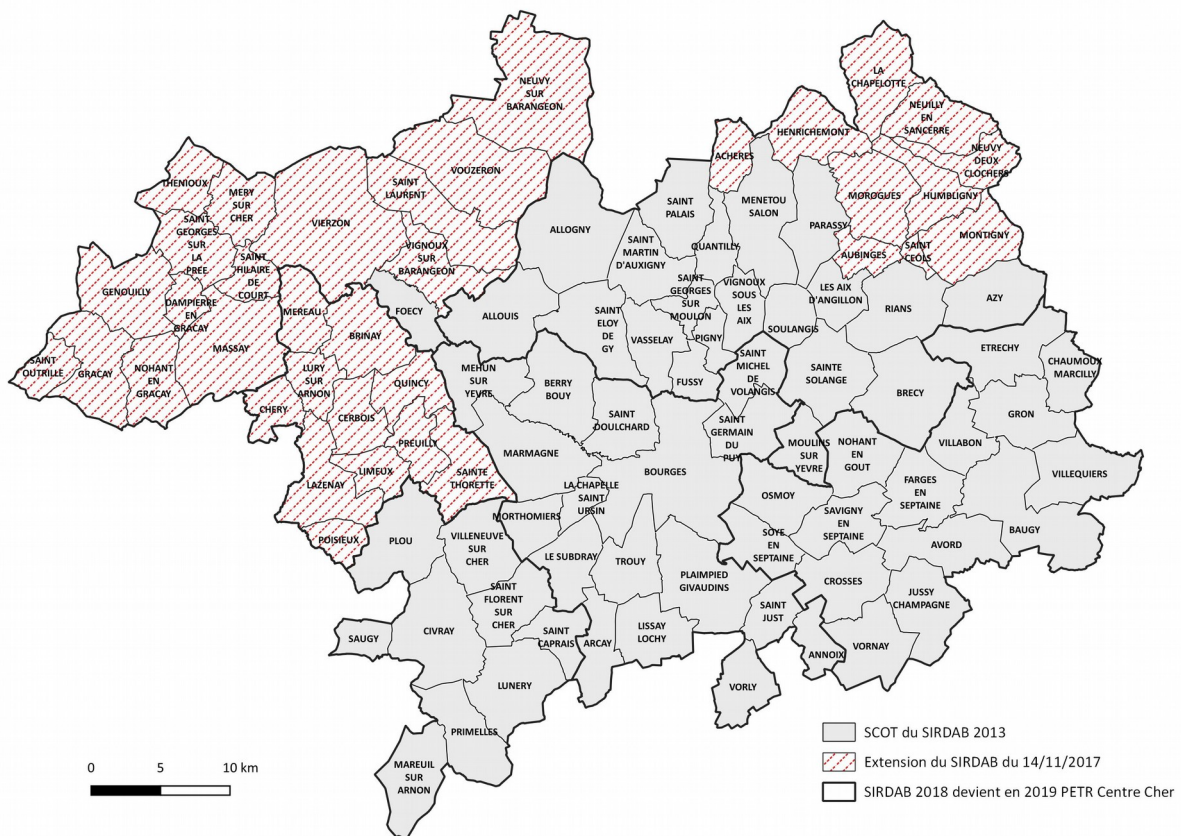 NEUVY
SUR
BARANGEON
LA
CHAPELOTTE
NEUILLY
EN
SANCERRE
HENRICHEMONT
ACHERES
NEUVY
DEUX
CLOCHERS
THENIOUX
MERY
SUR
CHER
VIERZON
SAINT
LAURENT
VOUZERON
MOROGUES
HUMBLIGNY
SAINT
PALAIS
MENETOU
SALON
PARASSY
MONTIGNY
SAINT
GEORGES
SUR
LA
PREE
SAINT
HILAIRE
DE
COURT
VIGNOUX
SUR
BARANGEON
ALLOGNY
SAINT
MARTIN
D'AUXIGNY
QUANTILLY
AUBINGES
SAINT
CEOLS
GENOUILLY
DAMPIERRE
EN
GRACAY
MEREAU
FOECY
ALLOUIS
SAINT
GEORGES
SUR
MOULON
VIGNOUX
SOUS
LES
AIX
LES AIX
D'ANGILLON
RIANS
AZY
BRINAY
SAINT
ELOY
DE
GY
VASSELAY
PIGNY
SOULANGIS
ETRECHY
SAINT
OUTRILLE
GRACAY
NOHANT
EN
GRACAY
MASSAY
LURY
SUR
ARNON
QUINCY
MEHUN
SUR
YEVRE
BERRY
BOUY
FUSSY
SAINT
MICHEL
DE
VOLANGIS
SAINTE
SOLANGE
BRECY
CHAUMOUX
MARCILLY
CHERY
CERBOIS
SAINT
DOULCHARD
SAINT
GERMAIN
DU
PUY
GRON
PREUILLY
MARMAGNE
MOULINS
SUR
YEVRE
NOHANT
EN
GOUT
VILLABON
LAZENAY
LIMEUX
SAINTE
THORETTE
BOURGES
FARGES
EN
SEPTAINE
VILLEQUIERS
LA CHAPELLE
SAINT
URSIN
OSMOY
MORTHOMIERS
SAVIGNY
EN
SEPTAINE
BAUGY
POISIEUX
PLOU
VILLENEUVE
SUR
CHER
SOYE
EN
SEPTAINE
AVORD
LE SUBDRAY
TROUY
PLAIMPIED
GIVAUDINS
CROSSES
JUSSY
CHAMPAGNE
SAINT
FLORENT
SUR
CHER
SAINT
JUST
SAUGY
CIVRAY
SAINT
CAPRAIS
ARCAY
LISSAY
LOCHY
ANNOIX
VORNAY
LUNERY
VORLY
PRIMELLES
MAREUIL
SUR
ARNON
0 5 10 km
SCOT du SIRDAB 2013
Extension du SIRDAB du 14/11/2017
SIRDAB 2018 devient en 2019 PETR Centre Cher